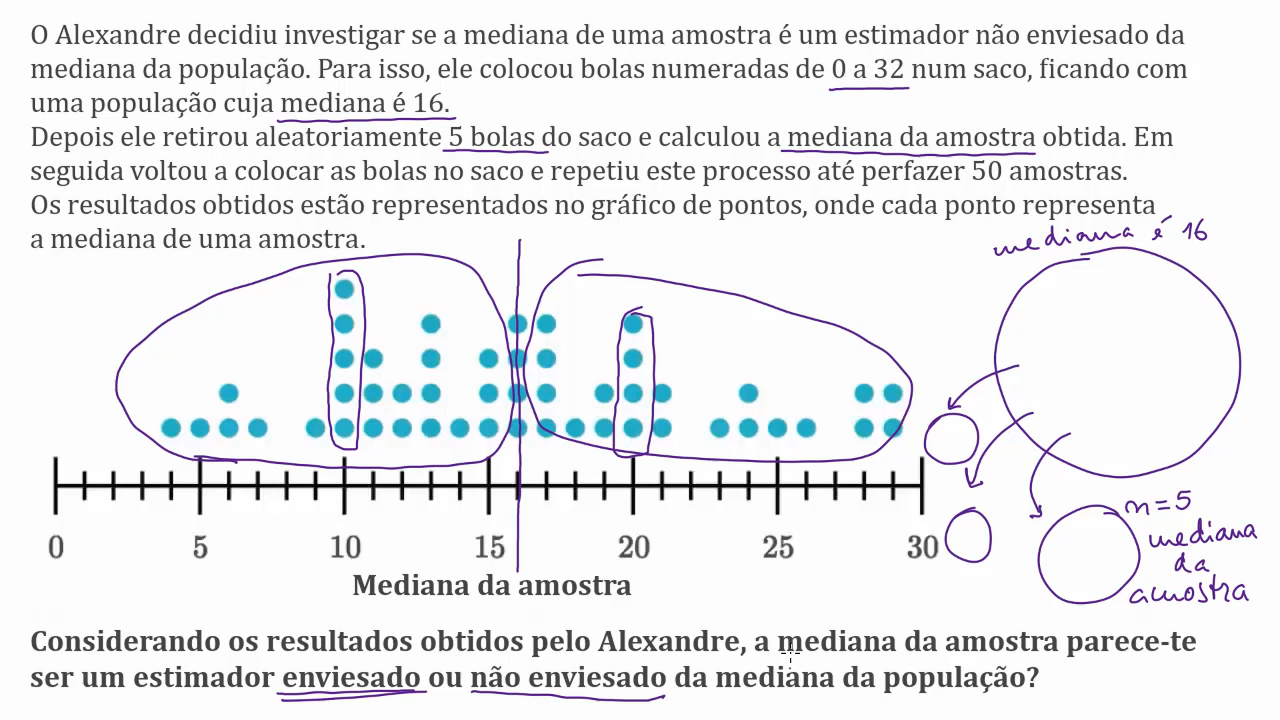 O Alexandre decidiu investigar se a mediana de uma amostra é um estimador não enviesado da
mediana da população. Para isso, ele colocou bolas numeradas de 0 a 32 num saco, ficando com
uma população cuja mediana é 16.
Depois ele retirou aleatoriamente 5 bolas do saco e calculou a mediana da amostra obtida. Em
seguida voltou a colocar as bolas no saco e repetiu este processo até perfazer 50 amostras.
Os resultados obtidos estão representados no gráfico de pontos, onde cada ponto representa
a mediana de uma amostra.
mediana é 16
n=5
mediana
da
amostra
0 5 10 15 20 25 30
Mediana da amostra
Considerando os resultados obtidos pelo Alexandre, a mediana da amostra parece-te
ser um estimador enviesado ou não enviesado da mediana da população?